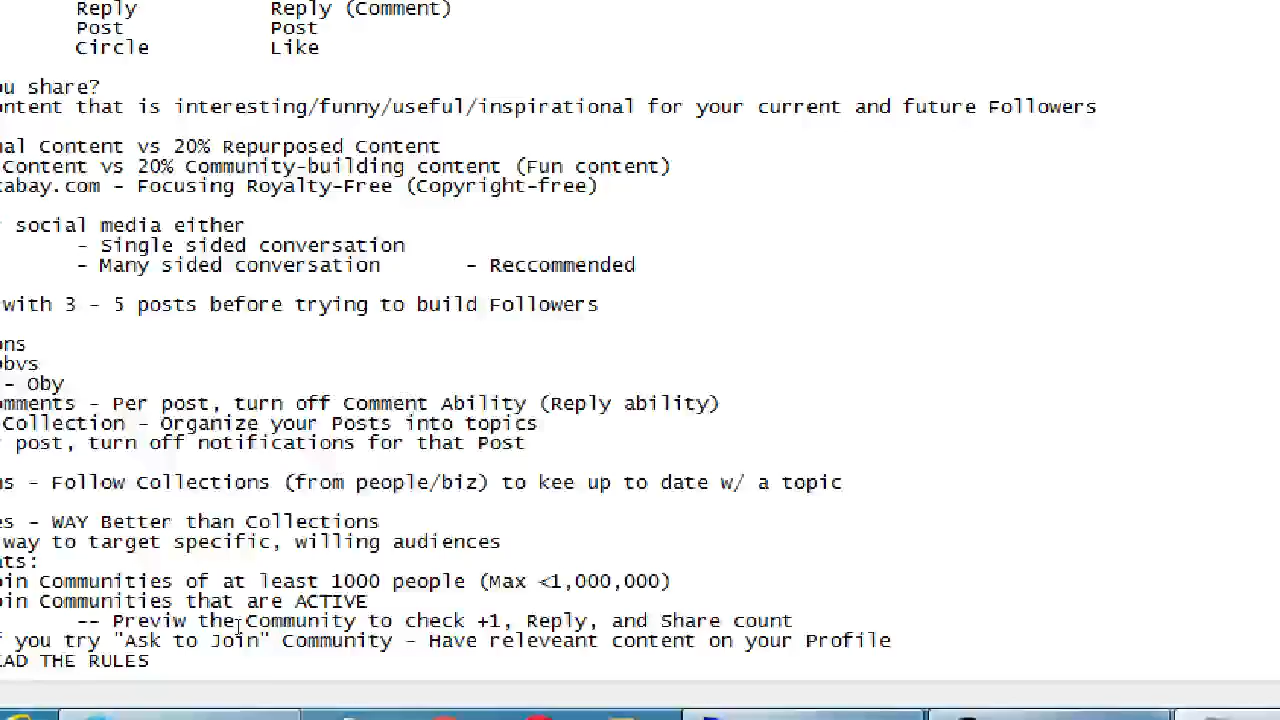 Reply Reply (Comment)
Post Post
Circle Like
ou share?
ontent that is interesting/funny/useful/inspirational for your current and future Followers
nal Content vs 20% Repurposed Content
Content vs 20% Community-building content (Fun content)
kabay.com - Focusing Royalty-Free (Copyright-free)
social media either
- Single sided conversation
- Many sided conversation - Reccommended
with 3 - 5 posts before trying to build Followers
ons
obvs
- Oby
omments - Per post, turn off Comment Ability (Reply ability)
Collection - Organize your Posts into topics
post, turn off notifications for that Post
ns - Follow Collections (from people/biz) to kee up to date w/ a topic
es - WAY Better than Collections
way to target specific, willing audiences
ats:
oin Communities of at least 1000 people (Max <1,000,000)
oin Communities that are ACTIVE
-- Previw the Community to check +1, Reply, and Share count
f you try "Ask to Join" Community - Have releveant content on your Profile
EAD THE RULES